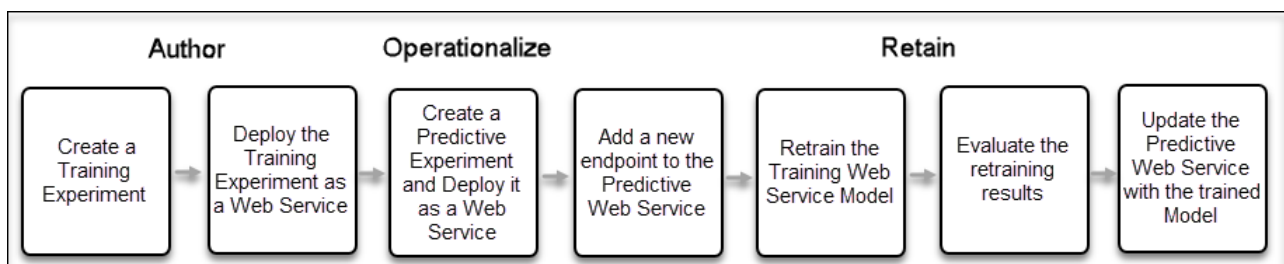 Author
Operationalize
Retain
Create a
Training
Experiment
Deploy the
Training
Experiment as
a Web Service
Create a
Predictive
Experiment
and Deploy it
as a Web
Service
Add a new
endpoint to the
Predictive
Web Service
Retrain the
Training Web
Service Model
Evaluate the
retraining
results
Update the
Predictive
Web Service
with the trained
Model